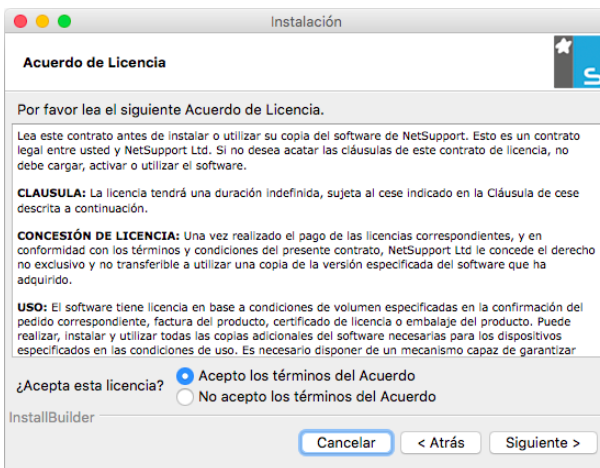 Instalación
Acuerdo de Licencia
S
Por favor lea el siguiente Acuerdo de Licencia.
Lea este contrato antes de instalar o utilizar su copia del software de NetSupport. Esto es un contrato
legal entre usted y NetSupport Ltd. Si no desea acatar las cláusulas de este contrato de licencia, no
debe cargar, activar o utilizar el software.
CLAUSULA: La licencia tendrá una duración indefinida, sujeta al cese indicado en la Cláusula de cese
descrita a continuación.
CONCESIÓN DE LICENCIA: Una vez realizado el pago de las licencias correspondientes, y en
conformidad con los términos y condiciones del presente contrato, NetSupport Ltd le concede el derecho
no exclusivo y no transferible a utilizar una copia de la versión especificada del software que ha
adquirido.
USO: El software tiene licencia en base a condiciones de volumen especificadas en la confirmación del
pedido correspondiente, factura del producto, certificado de licencia o embalaje del producto. Puede
realizar, instalar y utilizar todas las copias adicionales del software necesarias para los dispositivos
especificados en las condiciones de uso. Es necesario disponer de un mecanismo capaz de garantizar
¿Acepta esta licencia?
Acepto los términos del Acuerdo
No acepto los términos del Acuerdo
InstallBuilder
Cancelar
< Atrás
Siguiente >